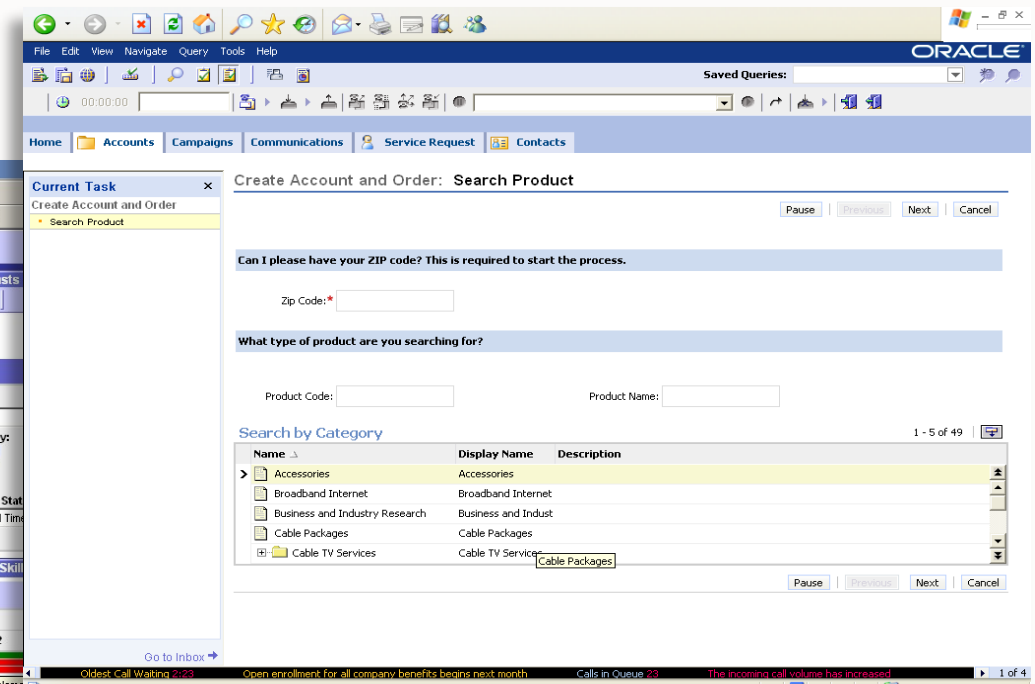 File Edit View Navigate Query Tools Help
ORACLE
Saved Queries:
00:00:00
Home Accounts Campaigns Communications Service Request Contacts
Current Task
Create Account and Order
Search Product
Go to Inbox
Create Account and Order: Search Product
Pause Previous Next Cancel
Can I please have your ZIP code? This is required to start the process.
Zip Code:*
What type of product are you searching for?
Product Code: Product Name:
Search by Category 1 - 5 of 49
Name Display Name Description
Accessories Accessories
Broadband Internet Broadband Internet
Business and Industry Research Business and Indust
Cable Packages Cable Packages
Cable TV Services Cable TV Services
Cable Packages
Pause Previous Next Cancel
Oldest Call Waiting 2:23 Open enrollment for all company benefits begins next month Calls in Queue 23 The incoming call volume has increased 1 of 4
sts
y:
Stat
Time
Skill